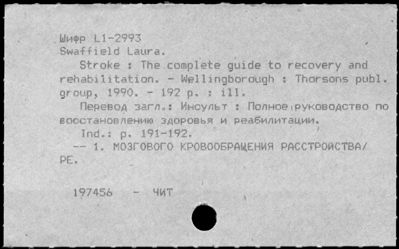 Шифр L1-2993
Swaffield Laura.
Stroke : The complete guide to recovery and
rehabilitation. - Wellingborough : Thorsons publ.
group, 1990. - 192 p. : ill.
Перевод загл.: Инсульт : Полное руководство по
восстановлению здоровья и реабилитации.
Ind.: p. 191-192.
-- 1. МОЗГОВОГО КРОВООБРАЩЕНИЯ РАССТРОЙСТВА/
РЕ.
197456 - ЧИТ